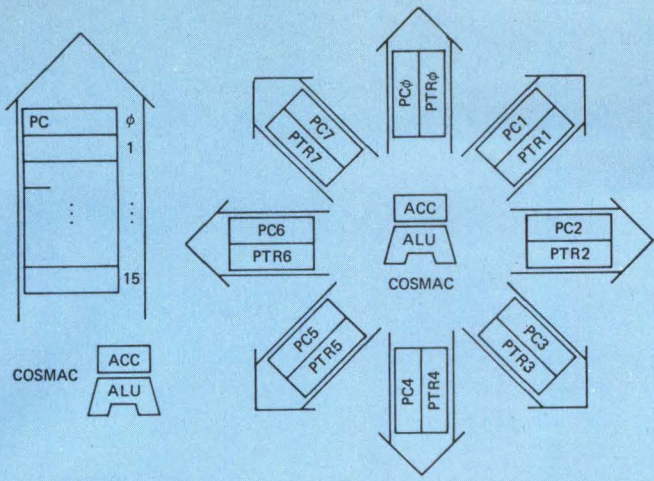 PC φ
1
... ...
15
COSMAC
ACC
ALU
PCφ
PTRφ
PC1
PTR1
PC2
PTR2
PC3
PTR3
PC4
PTR4
PC5
PTR5
PC6
PTR6
PC7
PTR7
ACC
ALU
COSMAC